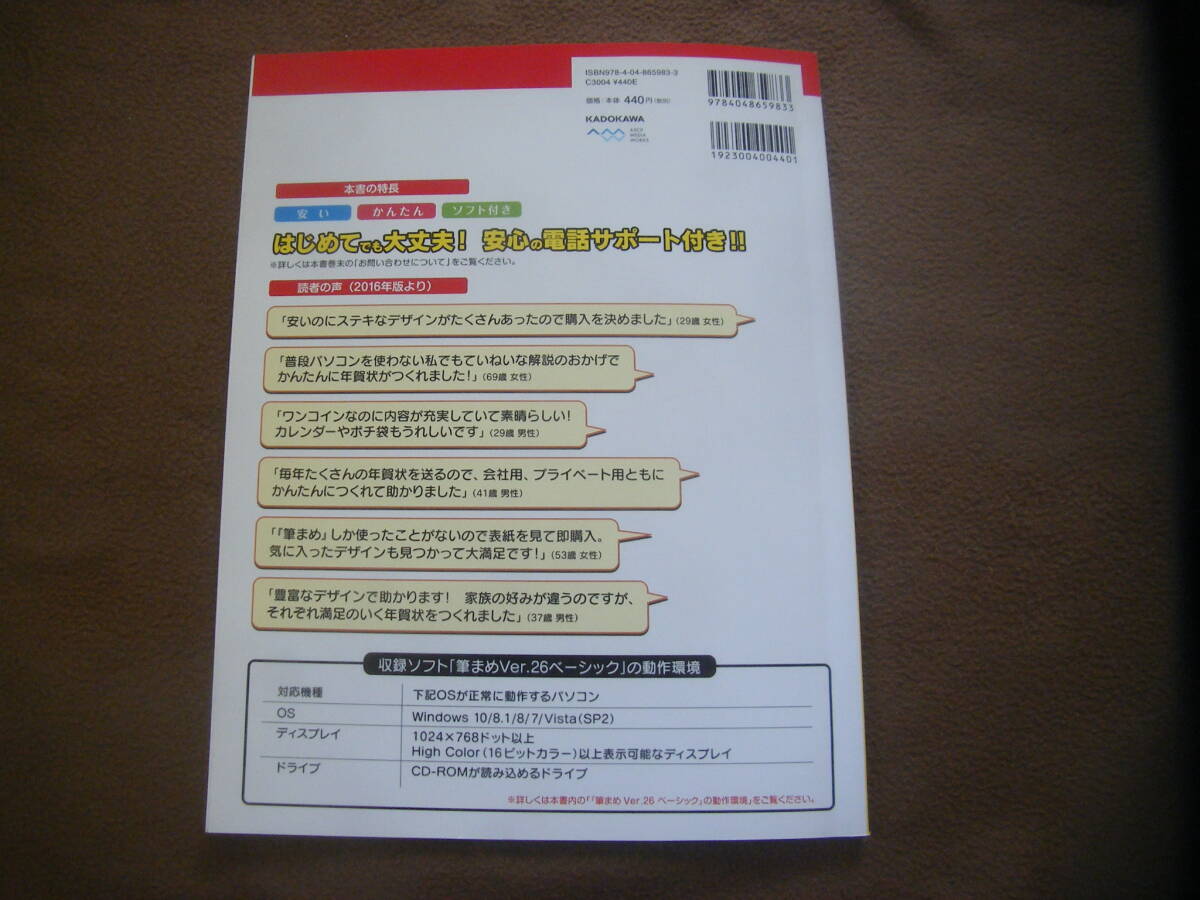 ISBN978-4-04-865983-3
C3004 ¥440E
価格:本体 440円(税別)
KADOKAWA
ASCII
MEDIA
WORKS
9784048659833
1923004004401
本書の特長
安い
かんたん
ソフト付き
はじめてでも大丈夫! 安心の電話サポート付き!!
※詳しくは本書巻末の「お問い合わせについて」をご覧ください。
読者の声(2016年版より)
「安いのにステキなデザインがたくさんあったので購入を決めました」(29歳 女性)
「普段パソコンを使わない私でもていねいな解説のおかげで
かんたんに年賀状がつくれました!」(69歳 女性)
「ワンコインなのに内容が充実していて素晴らしい!
カレンダーやポチ袋もうれしいです」(29歳 男性)
「毎年たくさんの年賀状を送るので、会社用、プライベート用ともに
かんたんにつくれて助かりました」(41歳 男性)
「「筆まめ」しか使ったことがないので表紙を見て即購入。
気に入ったデザインも見つかって大満足です!」(53歳 女性)
「豊富なデザインで助かります! 家族の好みが違うのですが、
それぞれ満足のいく年賀状をつくれました」(37歳 男性)
収録ソフト「筆まめVer.26ベーシック」の動作環境
対応機種 下記OSが正常に動作するパソコン
OS Windows 10/8.1/8/7/Vista(SP2)
ディスプレイ 1024×768ドット以上
High Color(16ビットカラー)以上表示可能なディスプレイ
ドライブ CD-ROMが読み込めるドライブ
※詳しくは本書内の「「筆まめ Ver.26 ベーシック」の動作環境」をご覧ください。